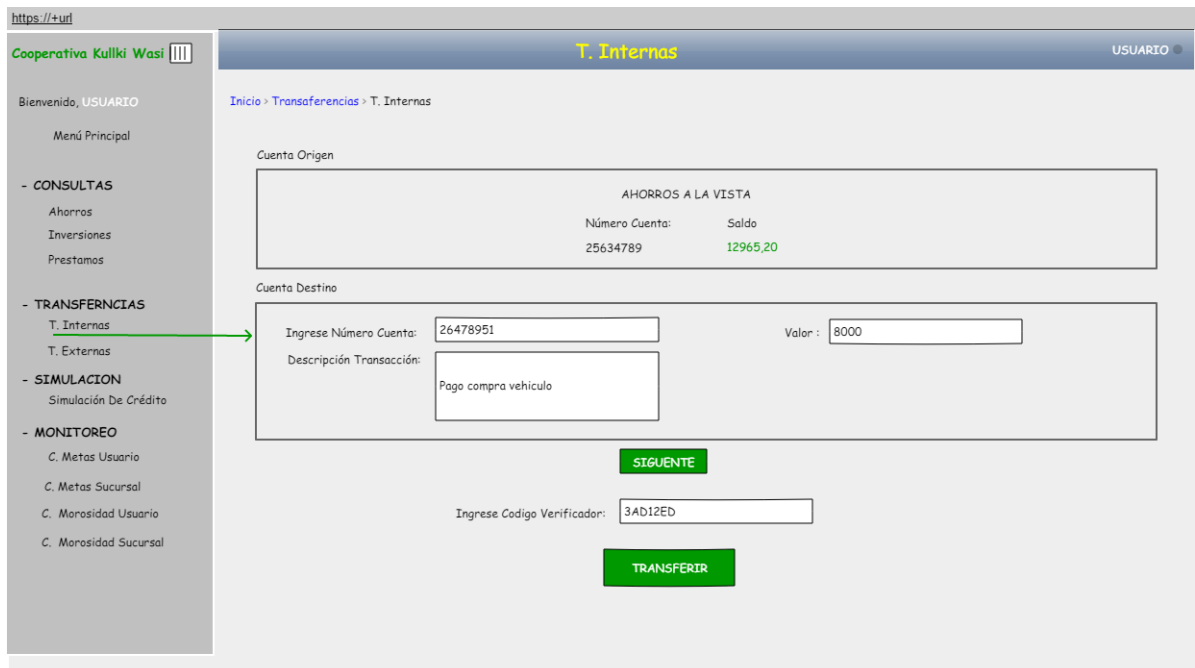 https://+url
Cooperativa Kullki Wasi
T. Internas
USUARIO
Bienvenido, USUARIO
Menú Principal
- CONSULTAS
Ahorros
Inversiones
Prestamos
- TRANSFERNCIAS
T. Internas
T. Externas
- SIMULACION
Simulación De Crédito
- MONITOREO
C. Metas Usuario
C. Metas Sucursal
C. Morosidad Usuario
C. Morosidad Sucursal
Inicio > Transaferencias > T. Internas
Cuenta Origen
AHORROS A LA VISTA
Número Cuenta: Saldo
25634789 12965,20
Cuenta Destino
Ingrese Número Cuenta: 26478951 Valor : 8000
Descripción Transacción: Pago compra vehiculo
SIGUENTE
Ingrese Codigo Verificador: 3AD12ED
TRANSFERIR